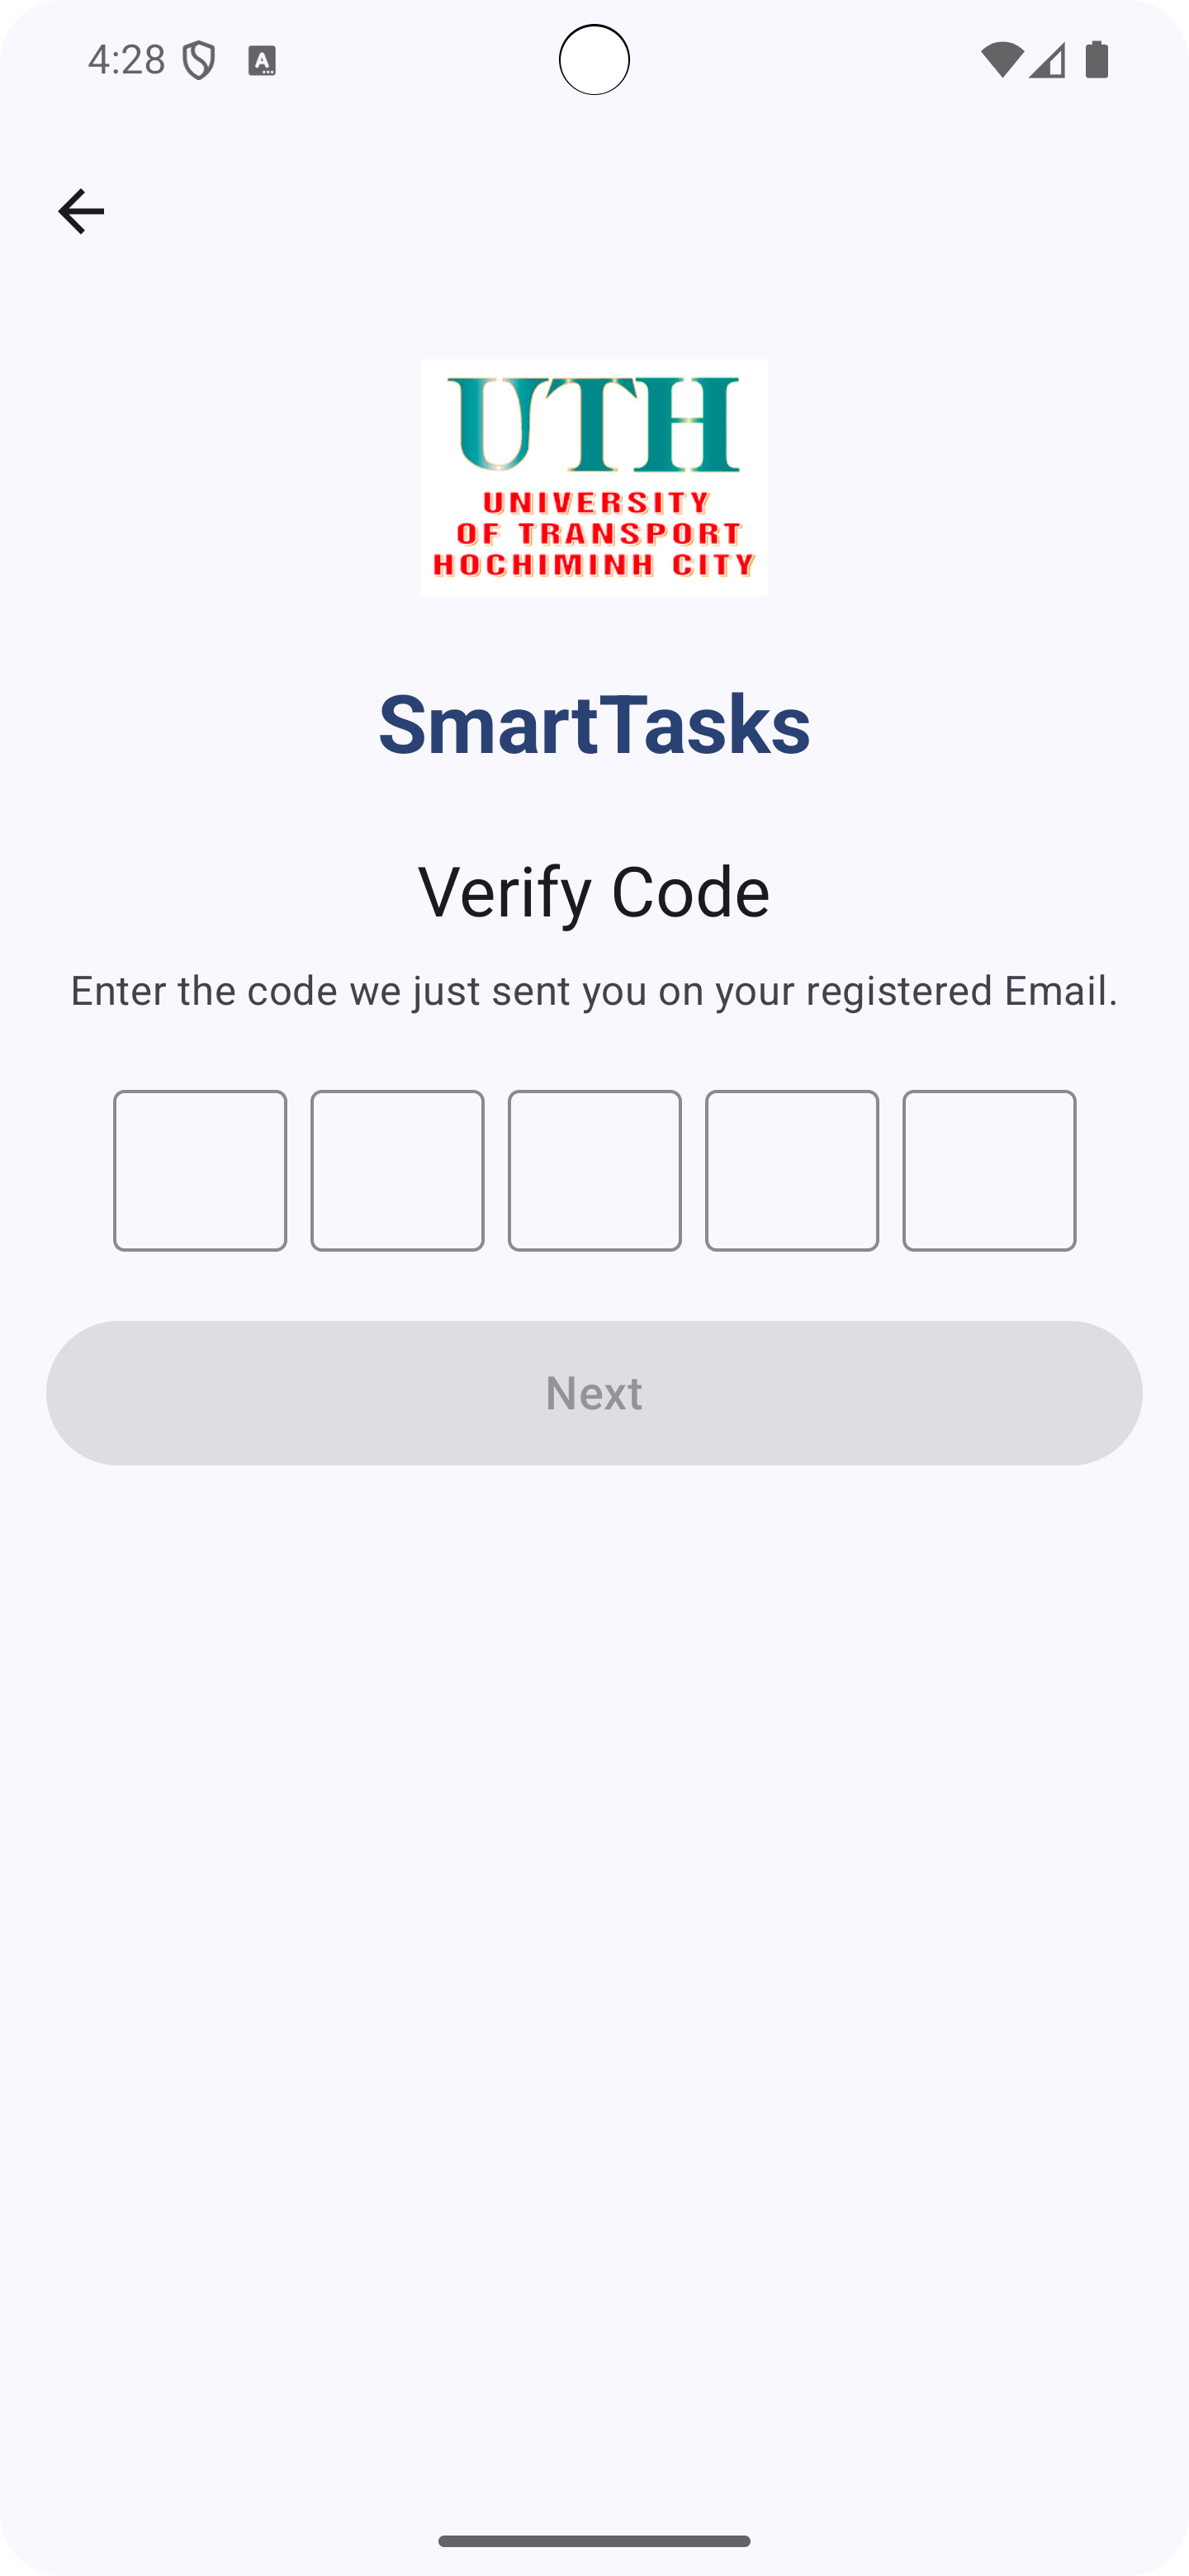 4:28
UTH
UNIVERSITY
OF TRANSPORT
HOCHIMINH CITY
SmartTasks
Verify Code
Enter the code we just sent you on your registered Email.
Next